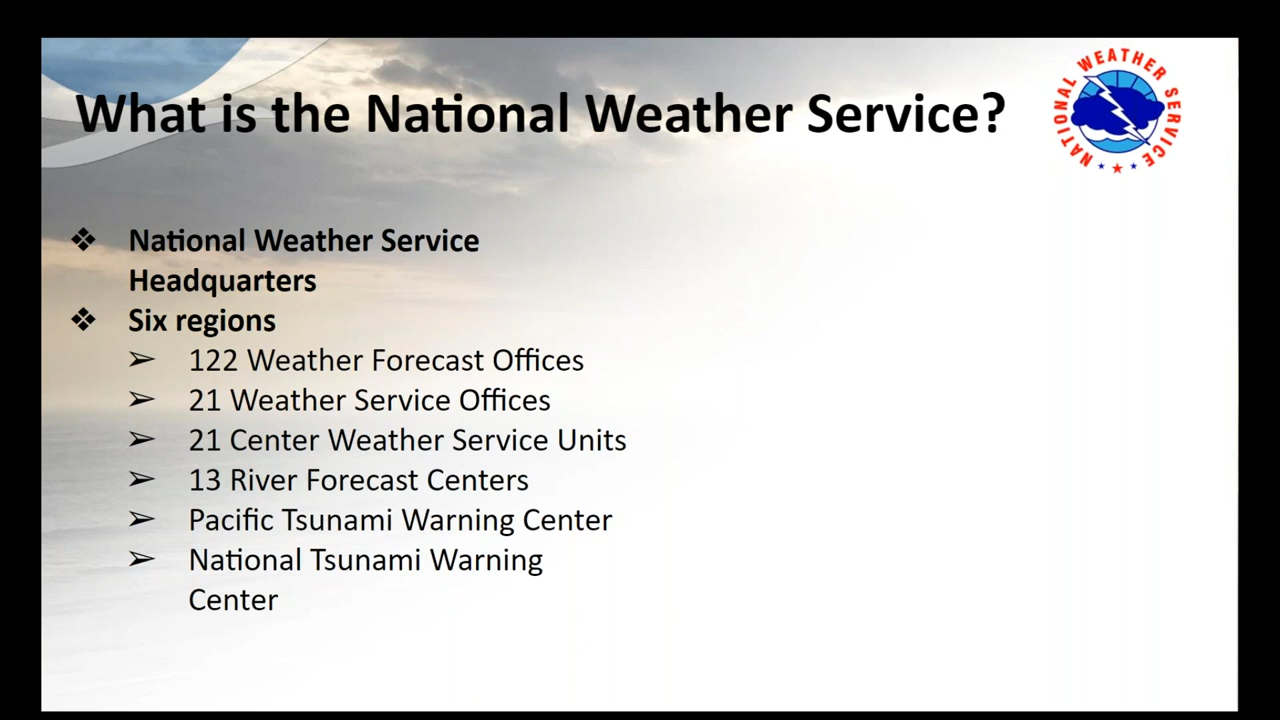 What is the National Weather Service?
NATIONAL WEATHER SERVICE
❖ National Weather Service
Headquarters
❖ Six regions
➢ 122 Weather Forecast Offices
➢ 21 Weather Service Offices
➢ 21 Center Weather Service Units
➢ 13 River Forecast Centers
➢ Pacific Tsunami Warning Center
➢ National Tsunami Warning
Center